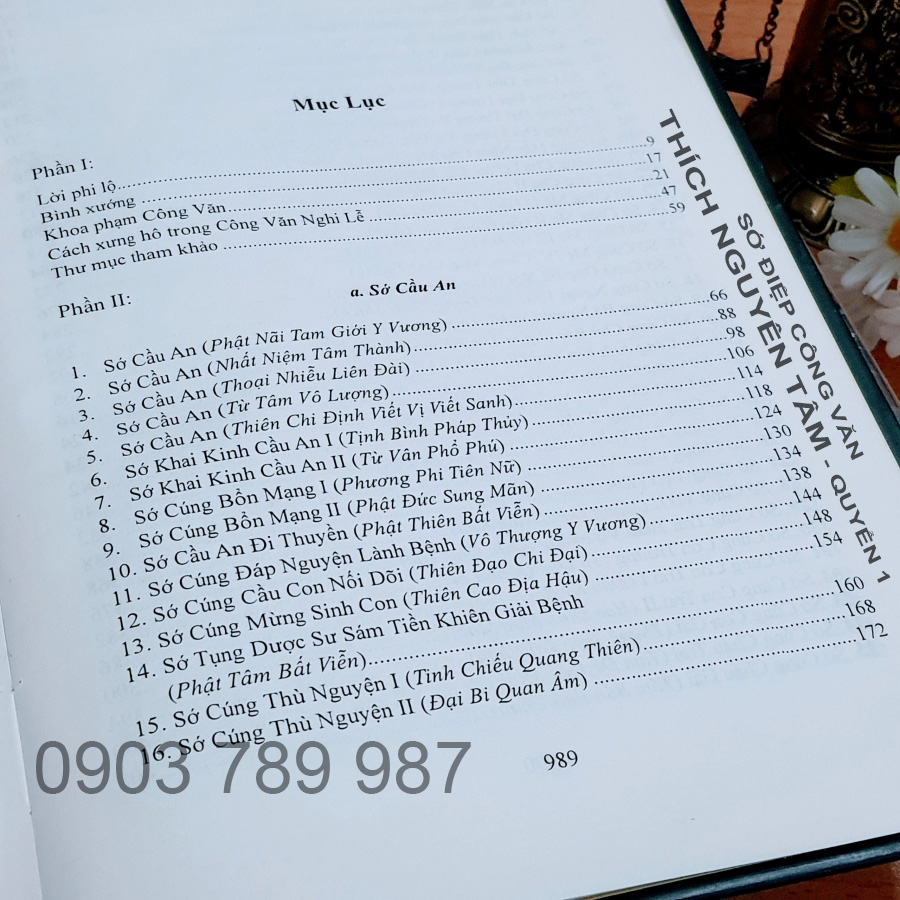 Mục Lục
Phần I:
Lời phi lộ......9
Bình xướng......17
Khoa phạm Công Văn......21
Cách xưng hô trong Công Văn Nghi Lễ......47
Thư mục tham khảo......59
Phần II:
a. Sớ Cầu An
1. Sớ Cầu An (Phật Nãi Tam Giới Y Vương)......66
2. Sớ Cầu An (Nhất Niệm Tâm Thành)......88
3. Sớ Cầu An (Thoại Nhiễu Liên Đài)......98
4. Sớ Cầu An (Từ Tâm Vô Lượng)......106
5. Sớ Cầu An (Thiên Chi Định Viết Vị Viết Sanh)......114
6. Sớ Khai Kinh Cầu An I (Tịnh Bình Pháp Thủy)......118
7. Sớ Khai Kinh Cầu An II (Từ Vân Phổ Phú)......124
8. Sớ Cúng Bổn Mạng I (Phương Phi Tiên Nữ)......130
9. Sớ Cúng Bổn Mạng II (Phật Đức Sung Mãn)......134
10. Sớ Cầu An Đi Thuyền (Phật Thiên Bất Viễn)......138
11. Sớ Cúng Đáp Nguyện Lành Bệnh (Vô Thượng Y Vương)......144
12. Sớ Cúng Cầu Con Nối Dõi (Thiên Đạo Chi Đại)......148
13. Sớ Cúng Mừng Sinh Con (Thiên Cao Địa Hậu)......154
14. Sớ Tụng Dược Sư Sám Tiền Khiên Giải Bệnh
(Phật Tâm Bất Viễn)......160
15. Sớ Cúng Thù Nguyện I (Tinh Chiếu Quang Thiên)......168
16. Sớ Cúng Thù Nguyện II (Đại Bi Quan Âm)......172
989
SỚ ĐIỆP CÔNG VĂN
THÍCH NGUYÊN TÂM - QUYỂN 1
0903 789 987